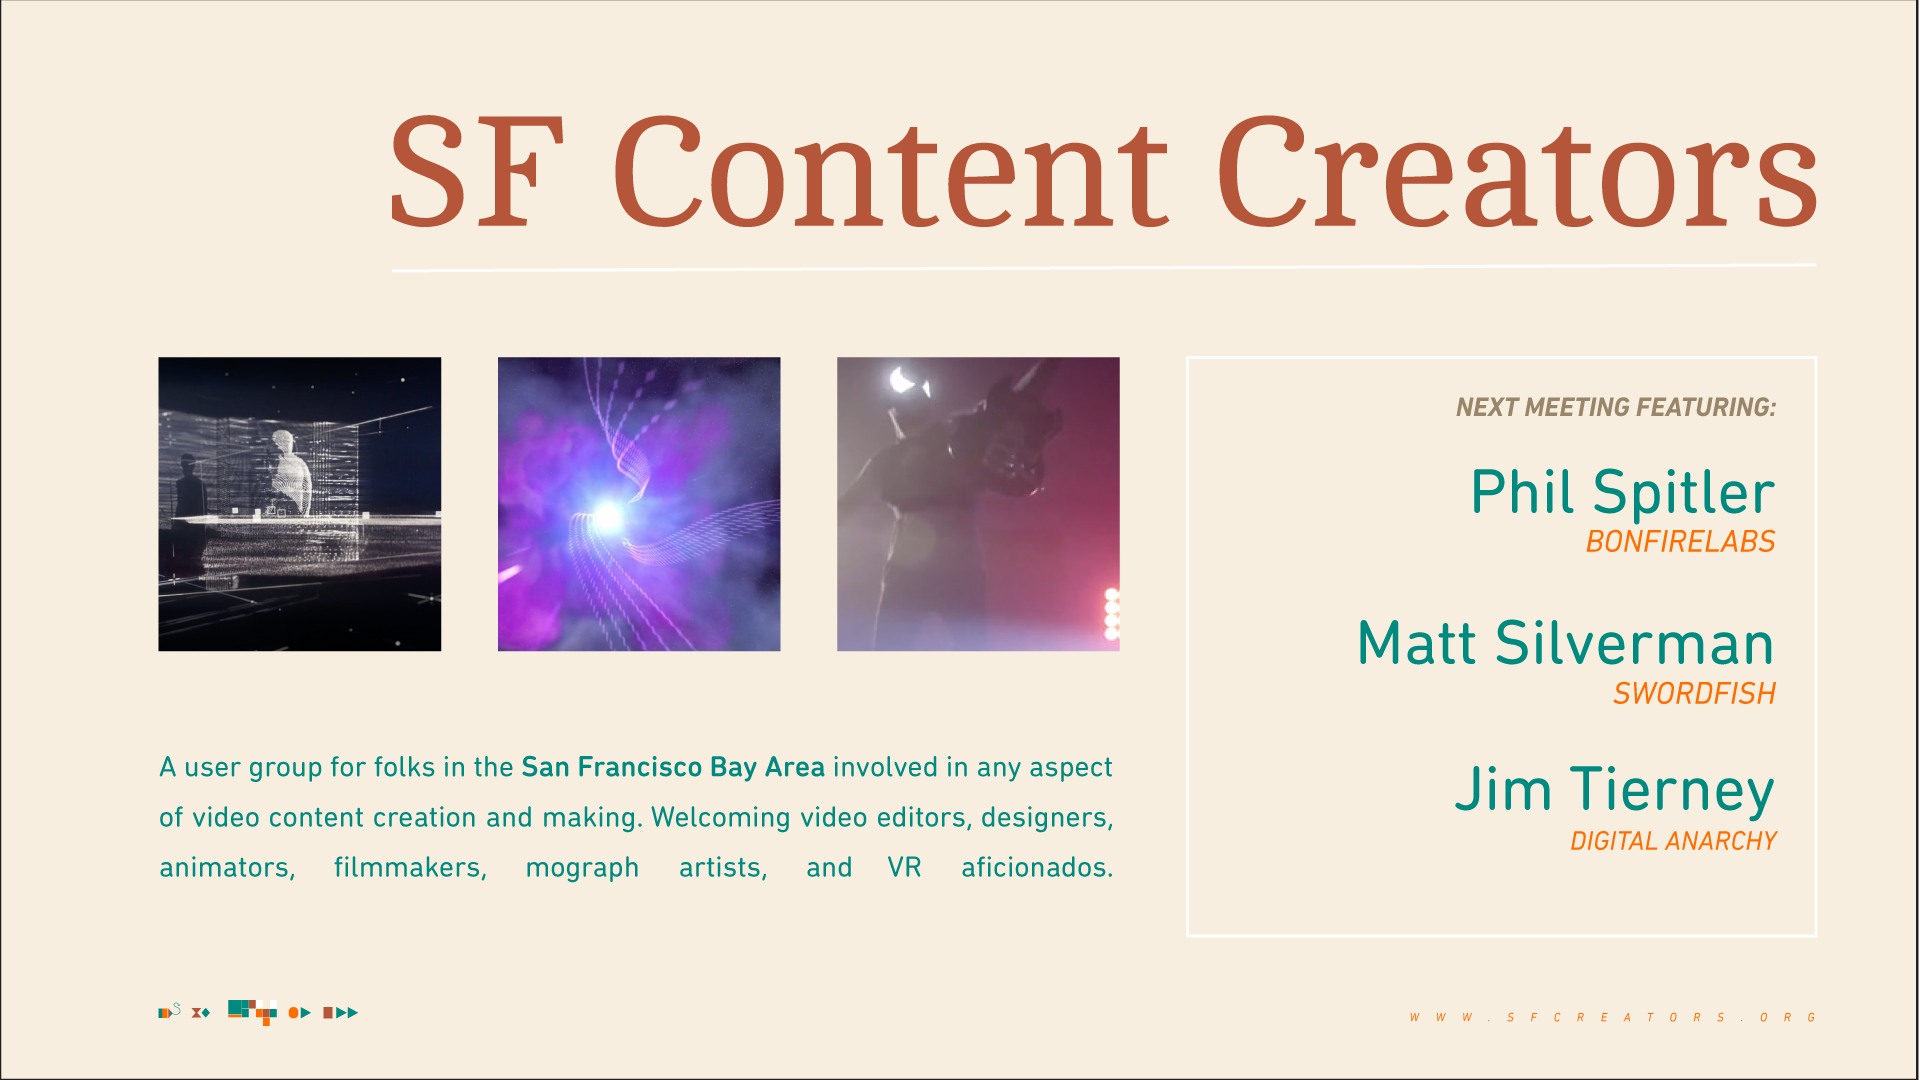 SF Content Creators
NEXT MEETING FEATURING:
Phil Spitler
BONFIRELABS
Matt Silverman
SWORDFISH
Jim Tierney
DIGITAL ANARCHY
A user group for folks in the San Francisco Bay Area involved in any aspect
of video content creation and making. Welcoming video editors, designers,
animators, filmmakers, mograph artists, and VR aficionados.
WWW.SFCREATORS.ORG